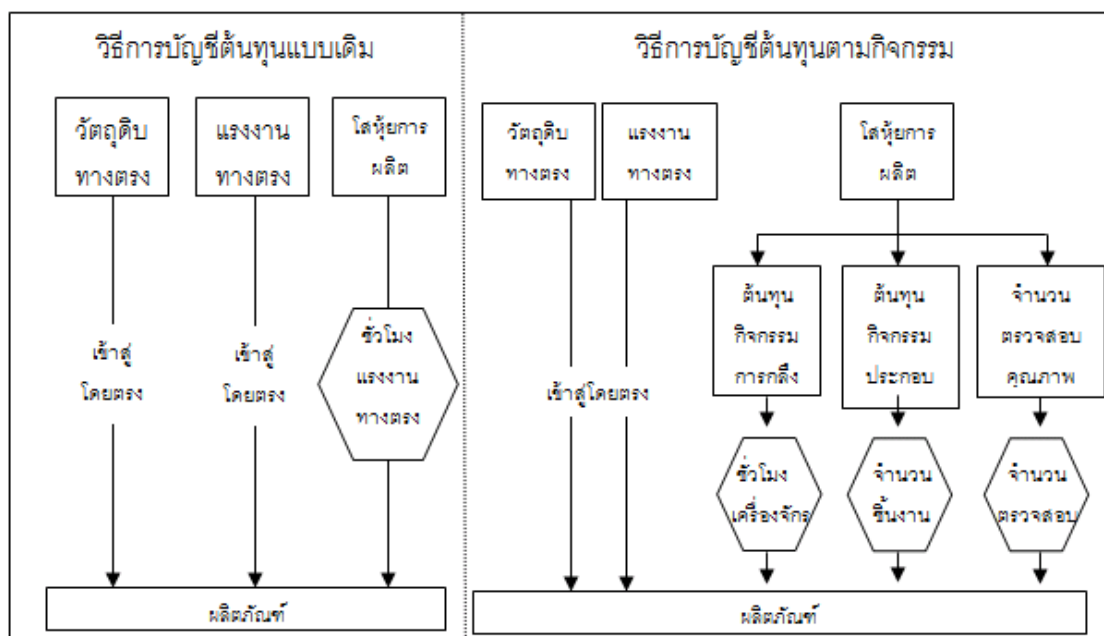 วิธีการบัญชีต้นทุนแบบเดิม
วัตถุดิบ
ทางตรง
แรงงาน
ทางตรง
โสหุ้ยการ
ผลิต
เข้าสู่
โดยตรง
เข้าสู่
โดยตรง
ชั่วโมง
แรงงาน
ทางตรง
ผลิตภัณฑ์
วิธีการบัญชีต้นทุนตามกิจกรรม
วัตถุดิบ
ทางตรง
แรงงาน
ทางตรง
โสหุ้ยการ
ผลิต
ต้นทุน
กิจกรรม
การกลึง
ต้นทุน
กิจกรรม
ประกอบ
จำนวน
ตรวจสอบ
คุณภาพ
เข้าสู่โดยตรง
ชั่วโมง
เครื่องจักร
จำนวน
ชิ้นงาน
จำนวน
ตรวจสอบ
ผลิตภัณฑ์